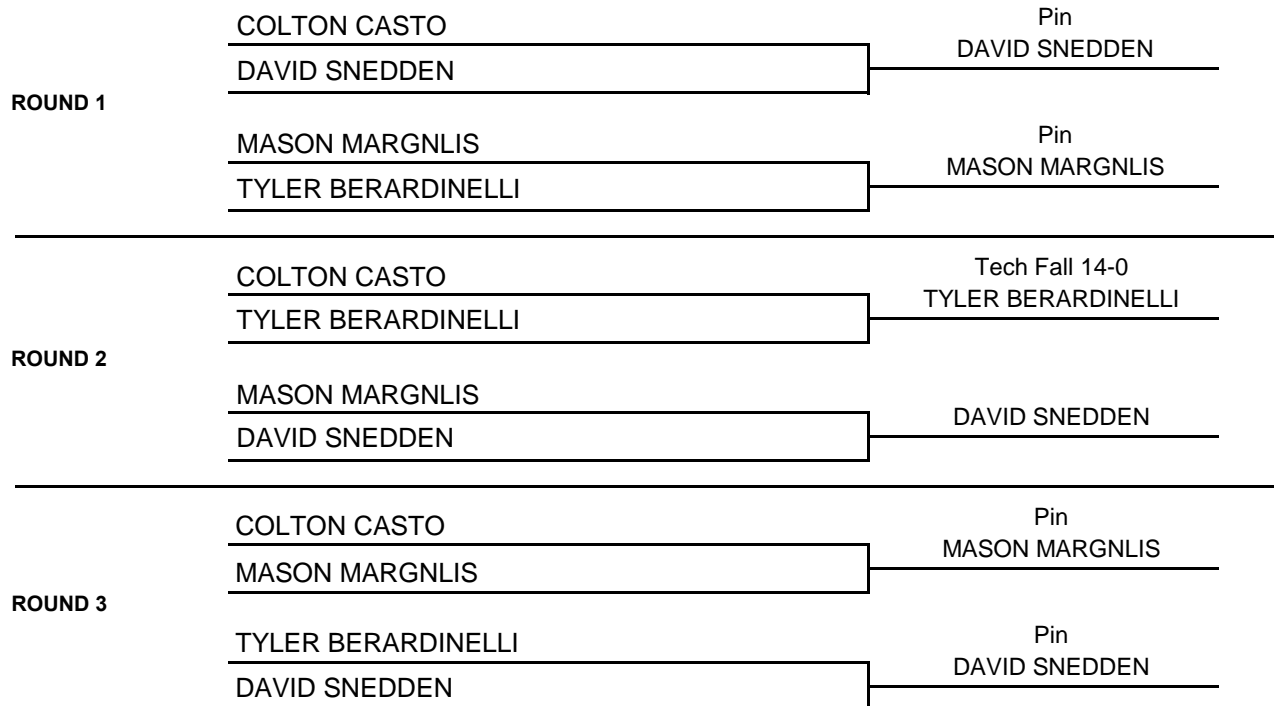 COLTON CASTO
Pin
DAVID SNEDDEN
DAVID SNEDDEN
ROUND 1
MASON MARGNLIS
Pin
MASON MARGNLIS
TYLER BERARDINELLI
COLTON CASTO
Tech Fall 14-0
TYLER BERARDINELLI
TYLER BERARDINELLI
ROUND 2
MASON MARGNLIS
DAVID SNEDDEN
DAVID SNEDDEN
COLTON CASTO
Pin
MASON MARGNLIS
MASON MARGNLIS
ROUND 3
TYLER BERARDINELLI
Pin
DAVID SNEDDEN
DAVID SNEDDEN